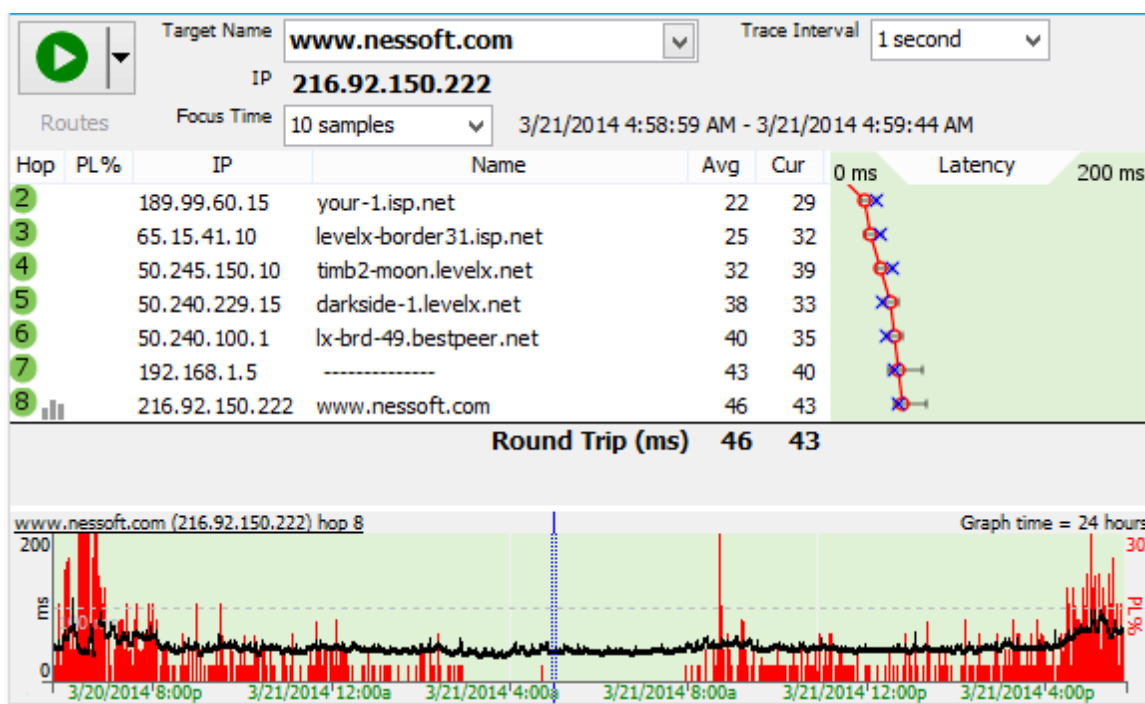 Target Name www.nessoft.com Trace Interval 1 second
IP 216.92.150.222
Routes Focus Time 10 samples 3/21/2014 4:58:59 AM - 3/21/2014 4:59:44 AM
Hop PL% IP Name Avg Cur 0 ms Latency 200 ms
2 189.99.60.15 your-1.isp.net 22 29
3 65.15.41.10 levelx-border31.isp.net 25 32
4 50.245.150.10 timb2-moon.levelx.net 32 39
5 50.240.229.15 darkside-1.levelx.net 38 33
6 50.240.100.1 lx-brd-49.bestpeer.net 40 35
7 192.168.1.5 -------------- 43 40
8 216.92.150.222 www.nessoft.com 46 43
Round Trip (ms) 46 43
www.nessoft.com (216.92.150.222) hop 8 Graph time = 24 hours
200 30
ms PL%
0
3/20/2014 8:00p 3/21/2014 12:00a 3/21/2014 4:00a 3/21/2014 8:00a 3/21/2014 12:00p 3/21/2014 4:00p